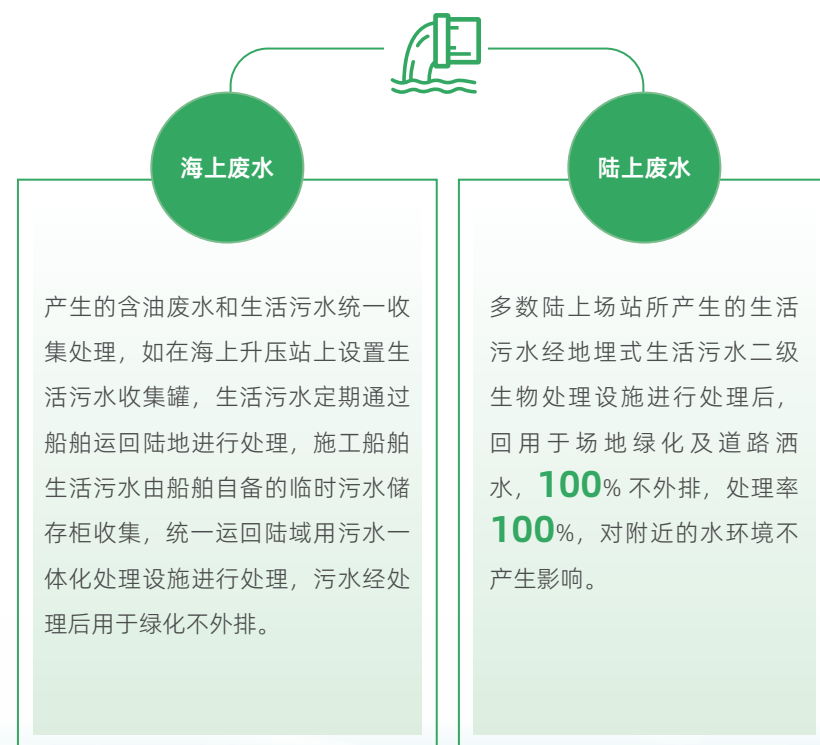 海上废水
产生的含油废水和生活污水统一收
集处理，如在海上升压站上设置生
活污水收集罐，生活污水定期通过
船舶运回陆地进行处理，施工船舶
生活污水由船舶自备的临时污水储
存柜收集，统一运回陆域用污水一
体化处理设施进行处理，污水经处
理后用于绿化不外排。
陆上废水
多数陆上场站所产生的生活
污水经地埋式生活污水二级
生物处理设施进行处理后，
回用于场地绿化及道路洒
水，100% 不外排，处理率
100%，对附近的水环境不
产生影响。